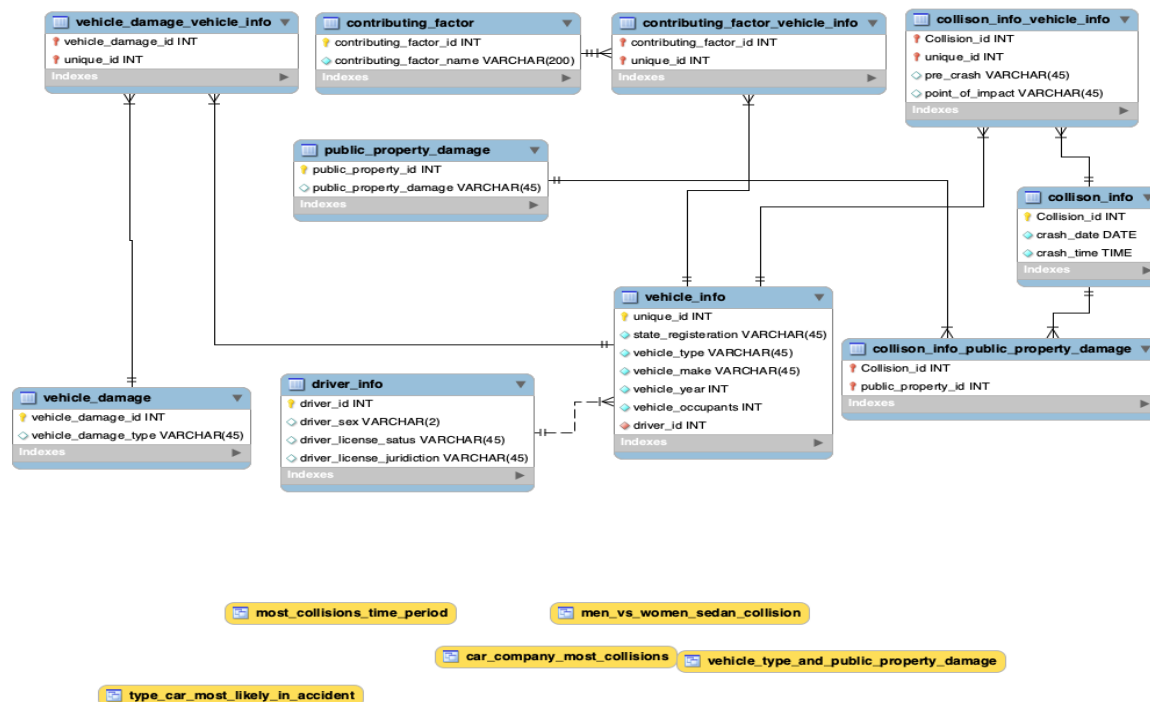 vehicle_damage_vehicle_info
vehicle_damage_id INT
unique_id INT
Indexes
contributing_factor
contributing_factor_id INT
contributing_factor_name VARCHAR(200)
Indexes
contributing_factor_vehicle_info
contributing_factor_id INT
unique_id INT
Indexes
collison_info_vehicle_info
Collision_id INT
unique_id INT
pre_crash VARCHAR(45)
point_of_impact VARCHAR(45)
Indexes
public_property_damage
public_property_id INT
public_property_damage VARCHAR(45)
Indexes
collison_info
Collision_id INT
crash_date DATE
crash_time TIME
Indexes
vehicle_info
unique_id INT
state_registeration VARCHAR(45)
vehicle_type VARCHAR(45)
vehicle_make VARCHAR(45)
vehicle_year INT
vehicle_occupants INT
driver_id INT
Indexes
collison_info_public_property_damage
Collision_id INT
public_property_id INT
Indexes
vehicle_damage
vehicle_damage_id INT
vehicle_damage_type VARCHAR(45)
Indexes
driver_info
driver_id INT
driver_sex VARCHAR(2)
driver_license_satus VARCHAR(45)
driver_license_juridiction VARCHAR(45)
Indexes
most_collisions_time_period
men_vs_women_sedan_collision
car_company_most_collisions
vehicle_type_and_public_property_damage
type_car_most_likely_in_accident